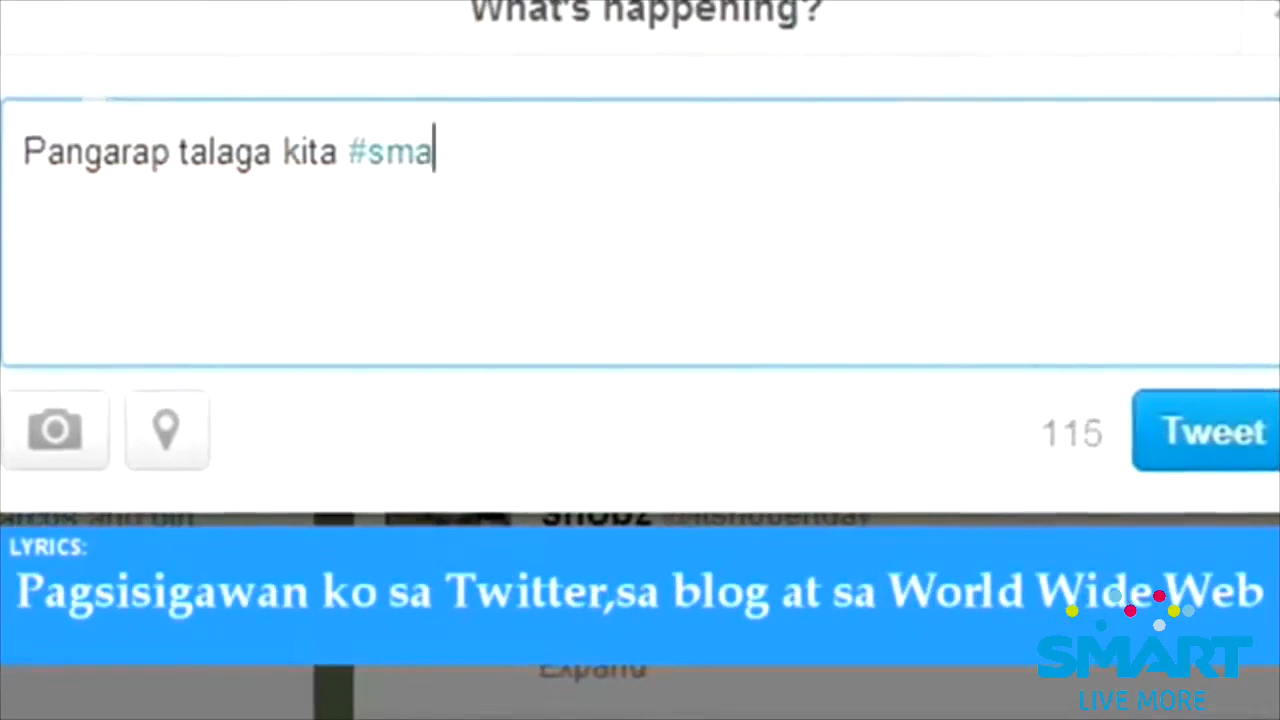 What's happening?
Pangarap talaga kita #sma
115
Tweet
LYRICS:
Pagsisigawan ko sa Twitter,sa blog at sa World Wide Web
SMART
LIVE MORE
Expand